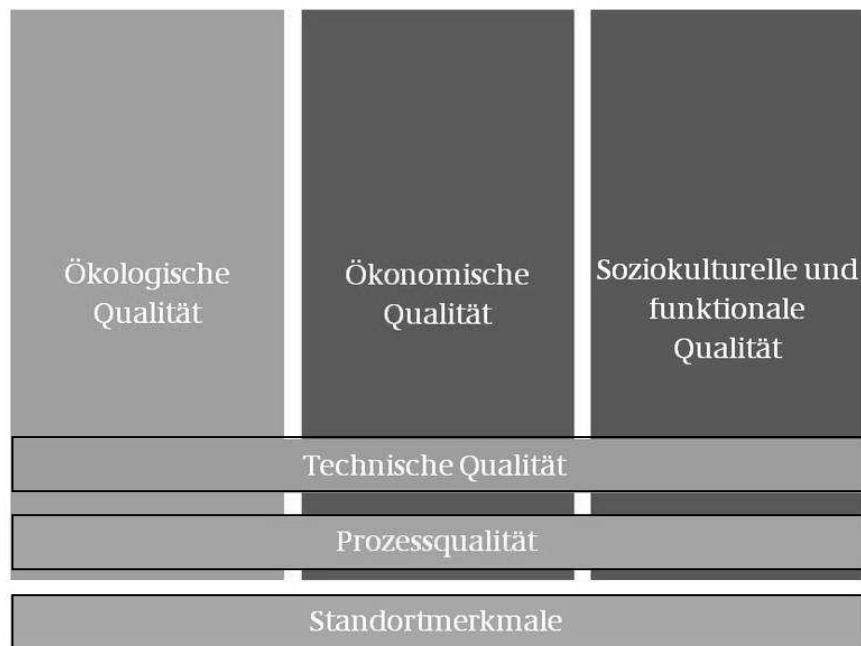 Ökologische
Qualität
Ökonomische
Qualität
Soziokulturelle und
funktionale
Qualität
Technische Qualität
Prozessqualität
Standortmerkmale